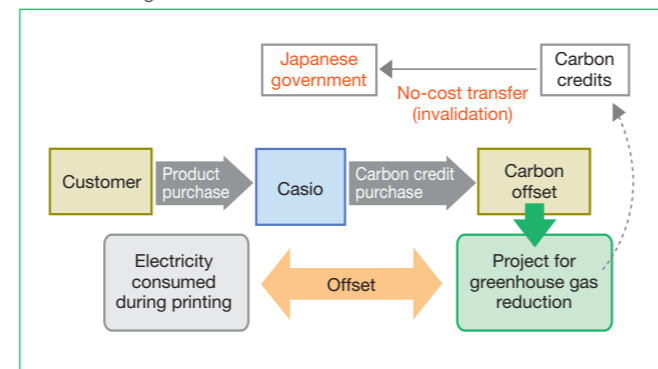 Japanese
government
Carbon
credits
No-cost transfer
(invalidation)
Customer
Product
purchase
Casio
Carbon credit
purchase
Carbon
offset
Electricity
consumed
during printing
Offset
Project for
greenhouse gas
reduction